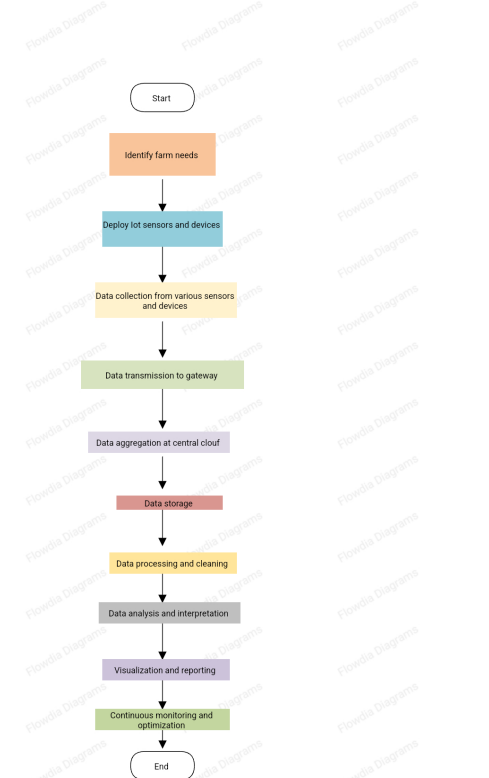 Start
Identify farm needs
Deploy Iot sensors and devices
Data collection from various sensors
and devices
Data transmission to gateway
Data aggregation at central clouf
Data storage
Data processing and cleaning
Data analysis and interpretation
Visualization and reporting
Continuous monitoring and
optimization
End
Flowdia Diagrams